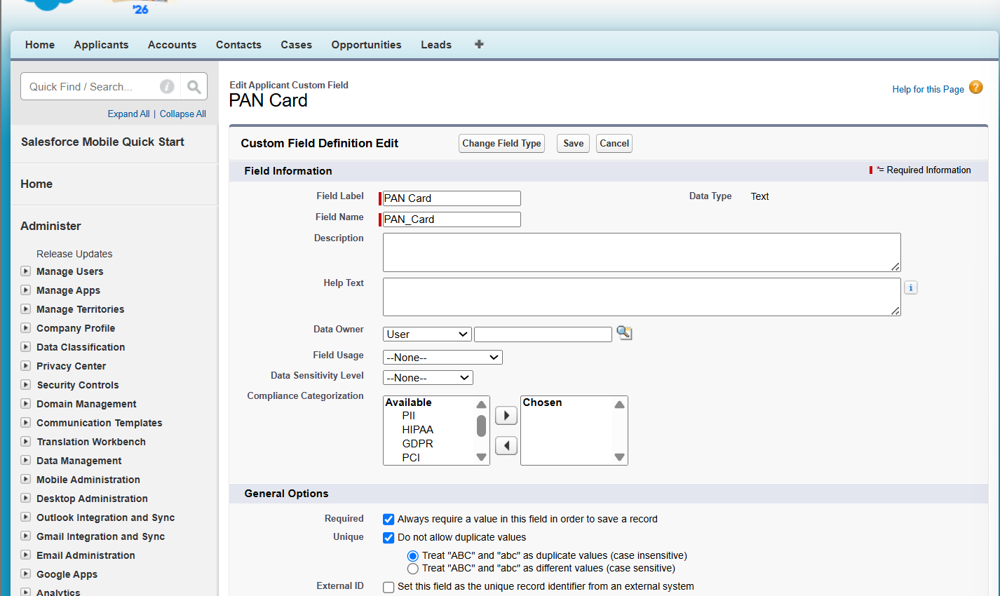 '26
Home Applicants Accounts Contacts Cases Opportunities Leads
Quick Find / Search...
Expand All | Collapse All
Salesforce Mobile Quick Start
Home
Administer
Release Updates
Manage Users
Manage Apps
Manage Territories
Company Profile
Data Classification
Privacy Center
Security Controls
Domain Management
Communication Templates
Translation Workbench
Data Management
Mobile Administration
Desktop Administration
Outlook Integration and Sync
Gmail Integration and Sync
Email Administration
Google Apps
Analytics
Edit Applicant Custom Field
PAN Card
Help for this Page ?
Custom Field Definition Edit Change Field Type Save Cancel
Field Information *= Required Information
Field Label PAN Card Data Type Text
Field Name PAN_Card
Description
Help Text
Data Owner User
Field Usage --None--
Data Sensitivity Level --None--
Compliance Categorization
Available Chosen
PII
HIPAA
GDPR
PCI
General Options
Required Always require a value in this field in order to save a record
Unique Do not allow duplicate values
Treat "ABC" and "abc" as duplicate values (case insensitive)
Treat "ABC" and "abc" as different values (case sensitive)
External ID Set this field as the unique record identifier from an external system